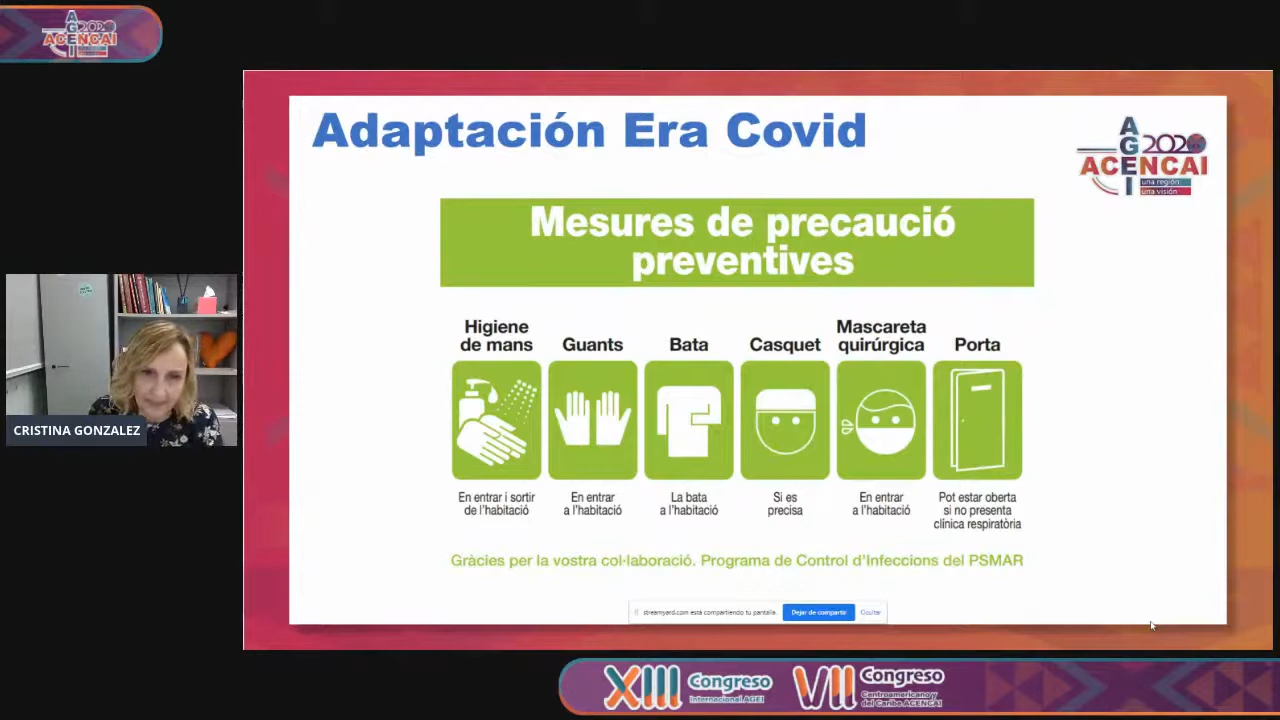 AGEI
2020
ACENCAI
Adaptación Era Covid
AGEI
2020
ACENCAI
una región
una visión
Mesures de precaució
preventives
Higiene
de mans
Guants
Bata
Casquet
Mascareta
quirúrgica
Porta
En entrar i sortir
de l'habitació
En entrar
a l'habitació
La bata
a l'habitació
Si es
precisa
En entrar
a l'habitació
Pot estar oberta
si no presenta
clínica respiratòria
Gràcies per la vostra col·laboració. Programa de Control d'Infeccions del PSMAR
CRISTINA GONZALEZ
streamyard.com está compartiendo tu pantalla.
Dejar de compartir
Ocultar
XIII Congreso
Internacional AGEI
VII Congreso
Centroamericano y
del Caribe ACENCAI